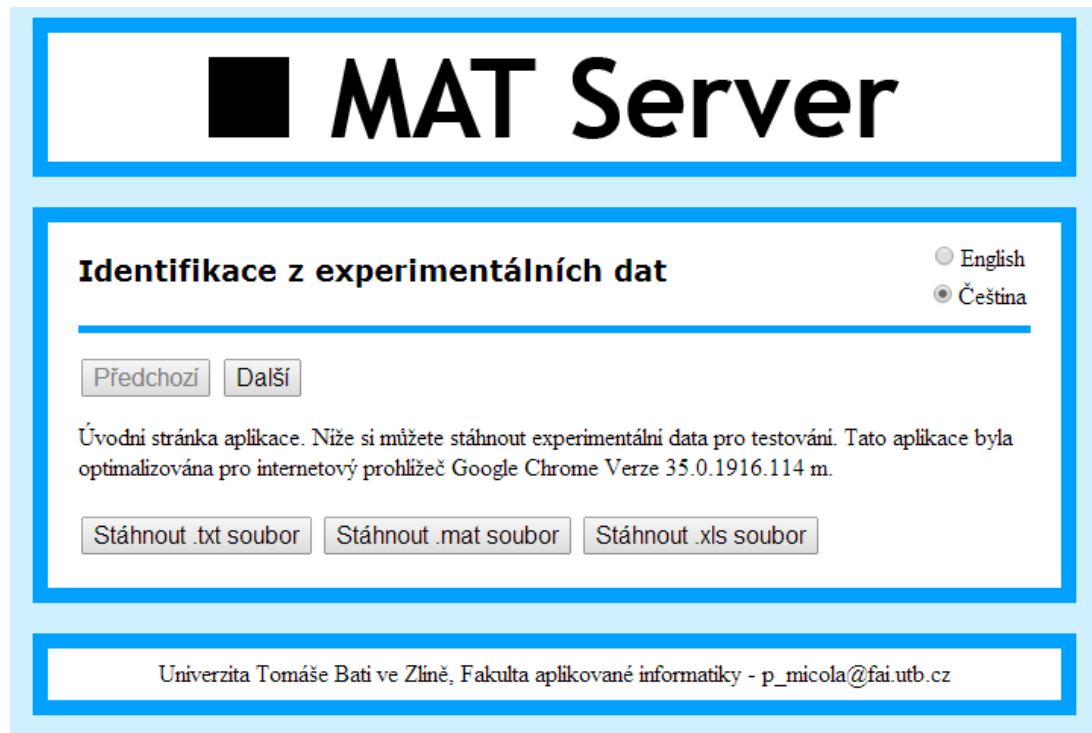 MAT Server
Identifikace z experimentálních dat
English
Čeština
Předchozí Další
Úvodní stránka aplikace. Níže si můžete stáhnout experimentální data pro testování. Tato aplikace byla
optimalizována pro internetový prohlížeč Google Chrome Verze 35.0.1916.114 m.
Stáhnout .txt soubor Stáhnout .mat soubor Stáhnout .xls soubor
Univerzita Tomáše Bati ve Zlíně, Fakulta aplikované informatiky - p_micola@fai.utb.cz